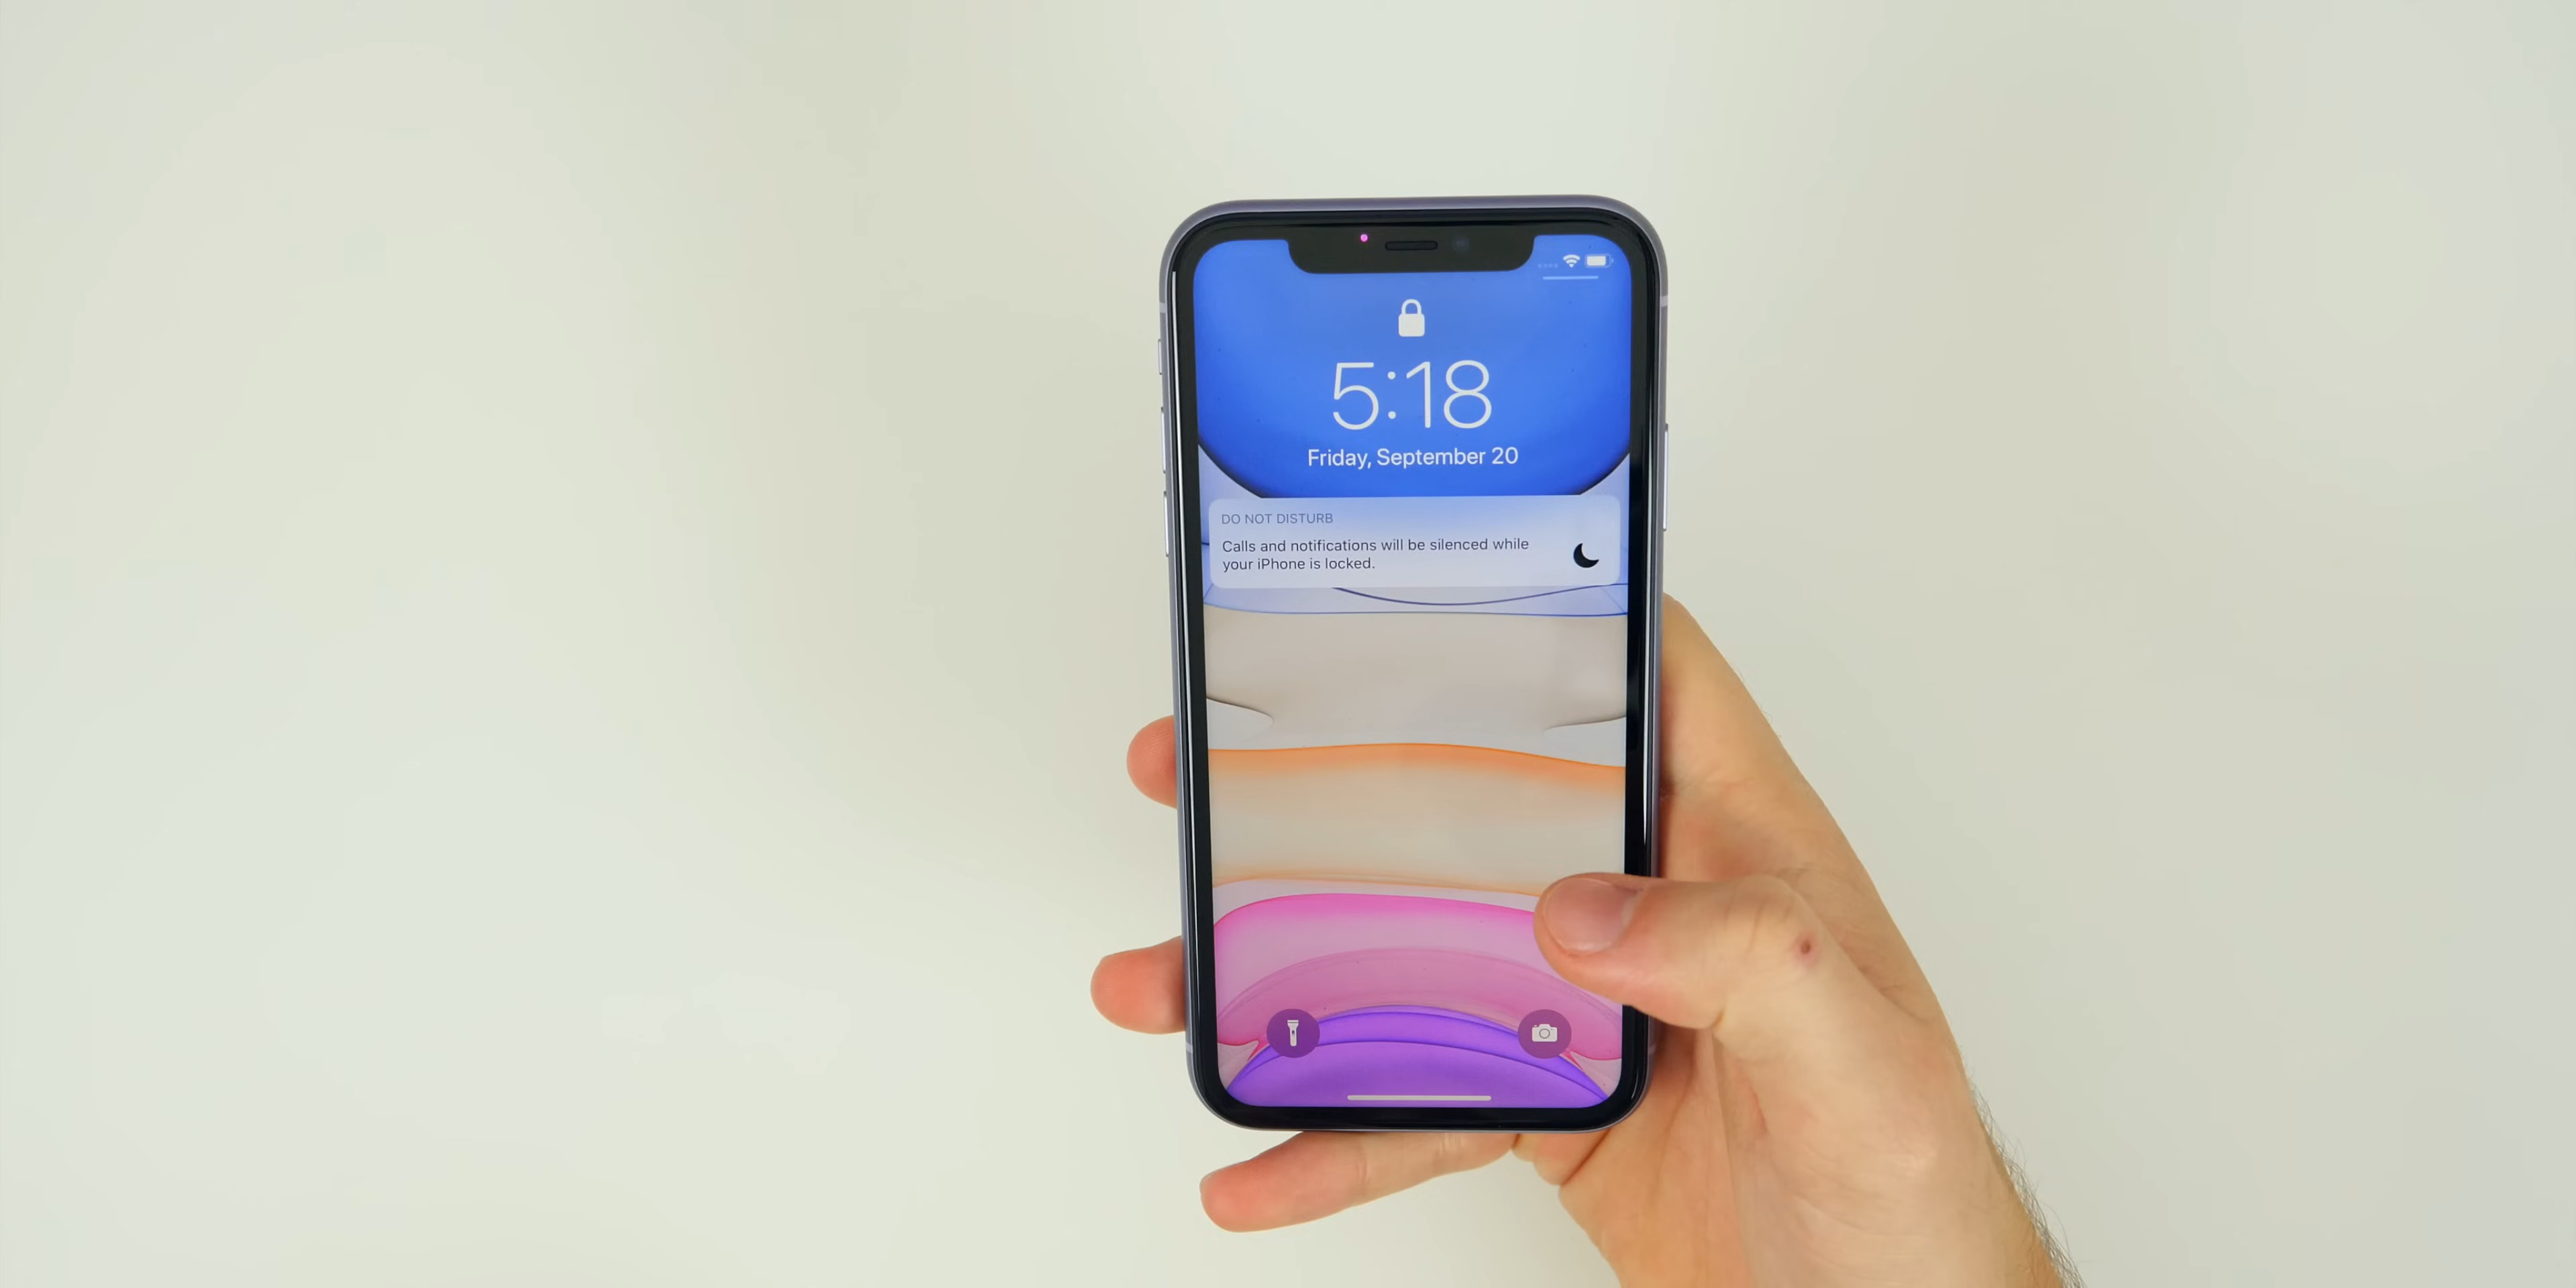 5:18
Friday, September 20
DO NOT DISTURB
Calls and notifications will be silenced while
your iPhone is locked.